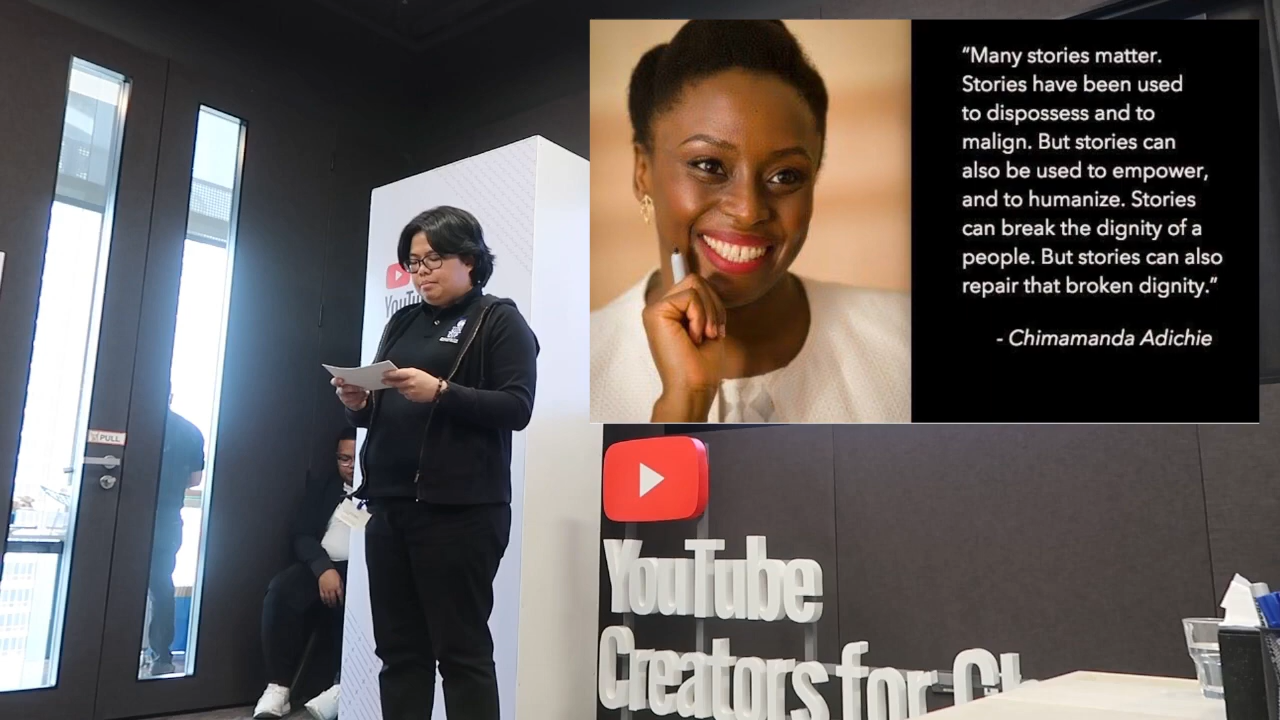 “Many stories matter.
Stories have been used
to dispossess and to
malign. But stories can
also be used to empower,
and to humanize. Stories
can break the dignity of a
people. But stories can also
repair that broken dignity.”
- Chimamanda Adichie
PULL
YouTu
YouTube
Creators for Ch